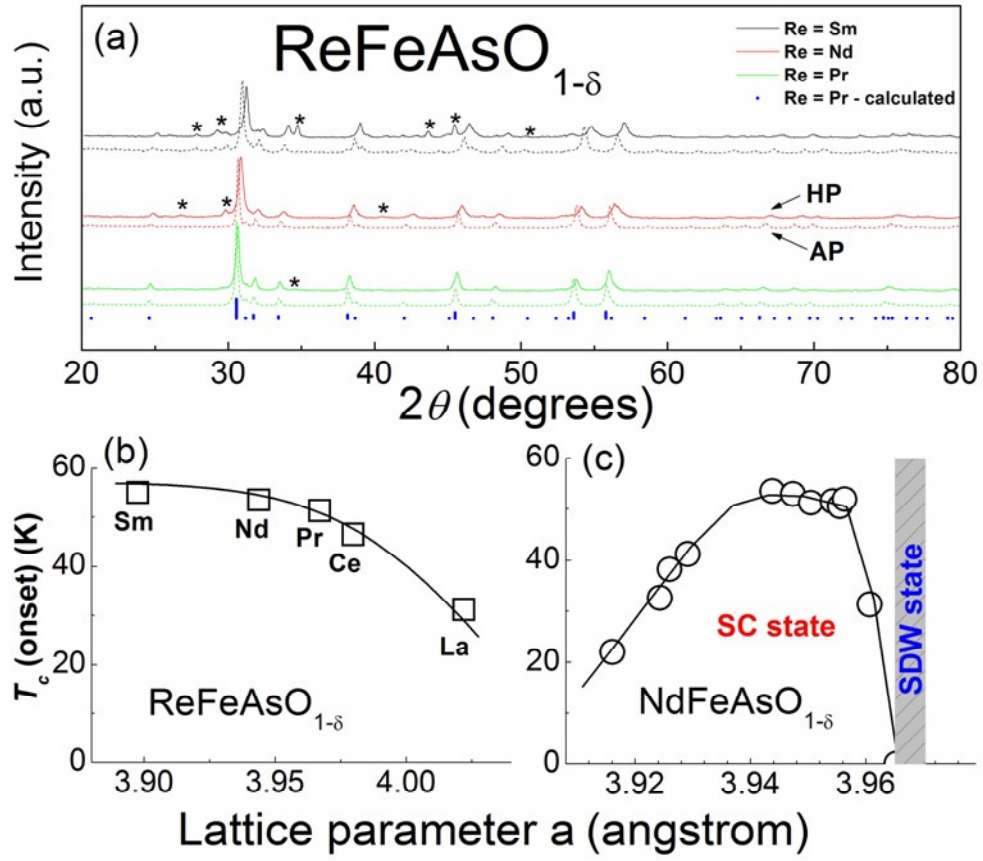 (a)
ReFeAsO1-δ
Re = Sm
Re = Nd
Re = Pr
Re = Pr - calculated
Intensity (a.u.)
* * * * * * *
* * *
*
HP
AP
20 30 40 50 60 70 80
2θ (degrees)
(b)
60
40
20
0
Tc (onset) (K)
Sm
Nd
Pr
Ce
La
ReFeAsO1-δ
3.90 3.95 4.00
(c)
60
40
20
0
SC state
SDW state
NdFeAsO1-δ
3.92 3.94 3.96
Lattice parameter a (angstrom)